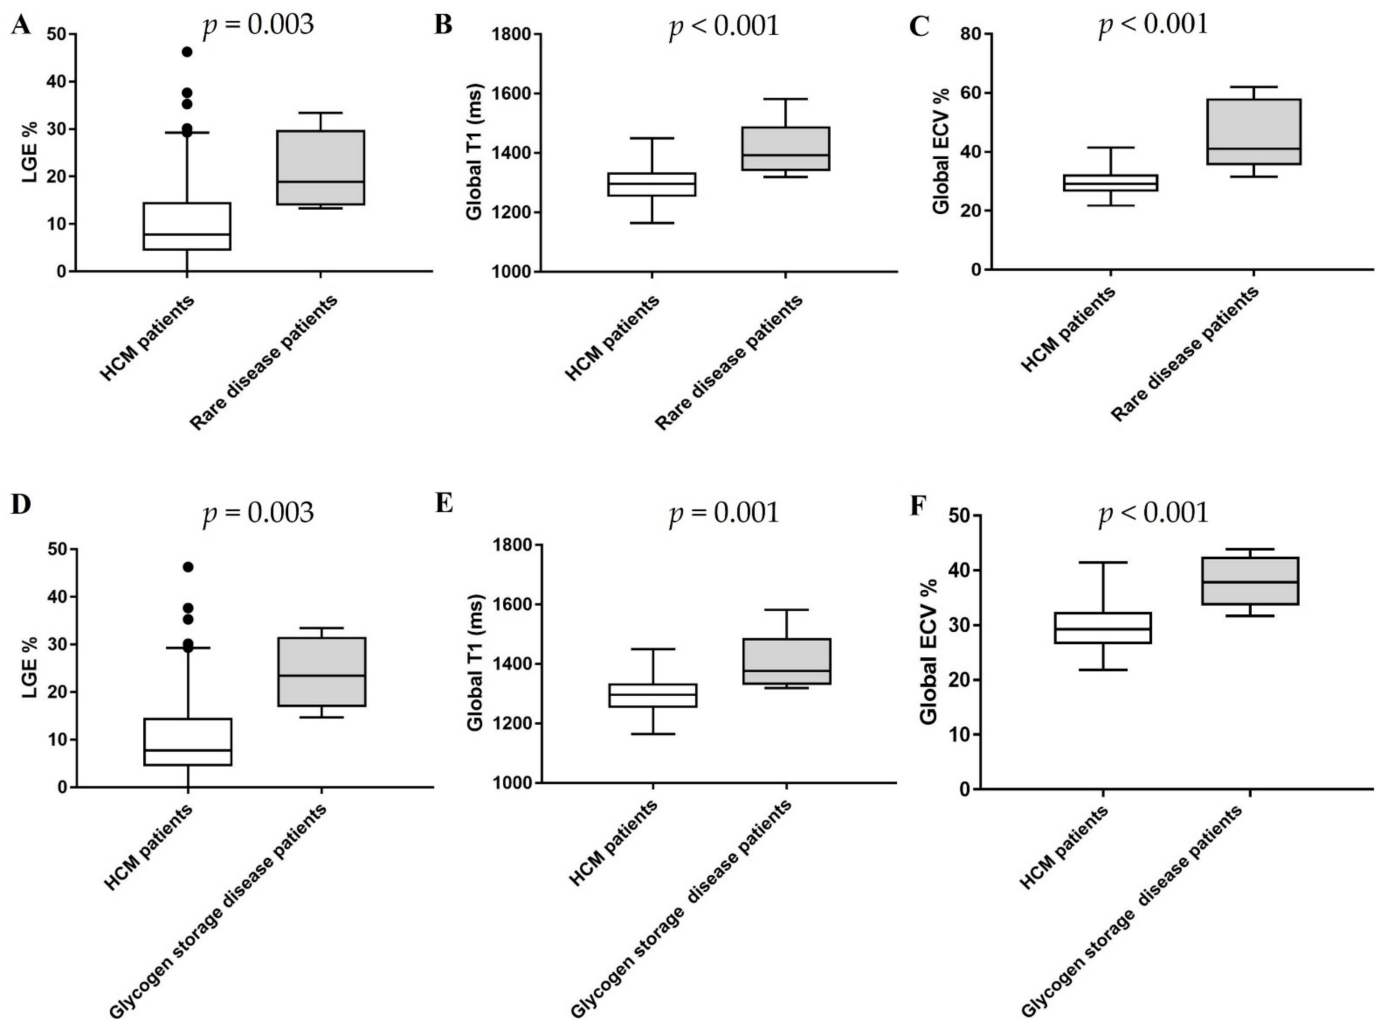 A
p = 0.003
50
40
30
20
10
0
LGE %
HCM patients
Rare disease patients
B
p < 0.001
1800
1600
1400
1200
1000
Global T1 (ms)
HCM patients
Rare disease patients
C
p < 0.001
80
60
40
20
0
Global ECV %
HCM patients
Rare disease patients
D
p = 0.003
50
40
30
20
10
0
LGE %
HCM patients
Glycogen storage disease patients
E
p = 0.001
1800
1600
1400
1200
1000
Global T1 (ms)
HCM patients
Glycogen storage disease patients
F
p < 0.001
50
40
30
20
10
0
Global ECV %
HCM patients
Glycogen storage disease patients